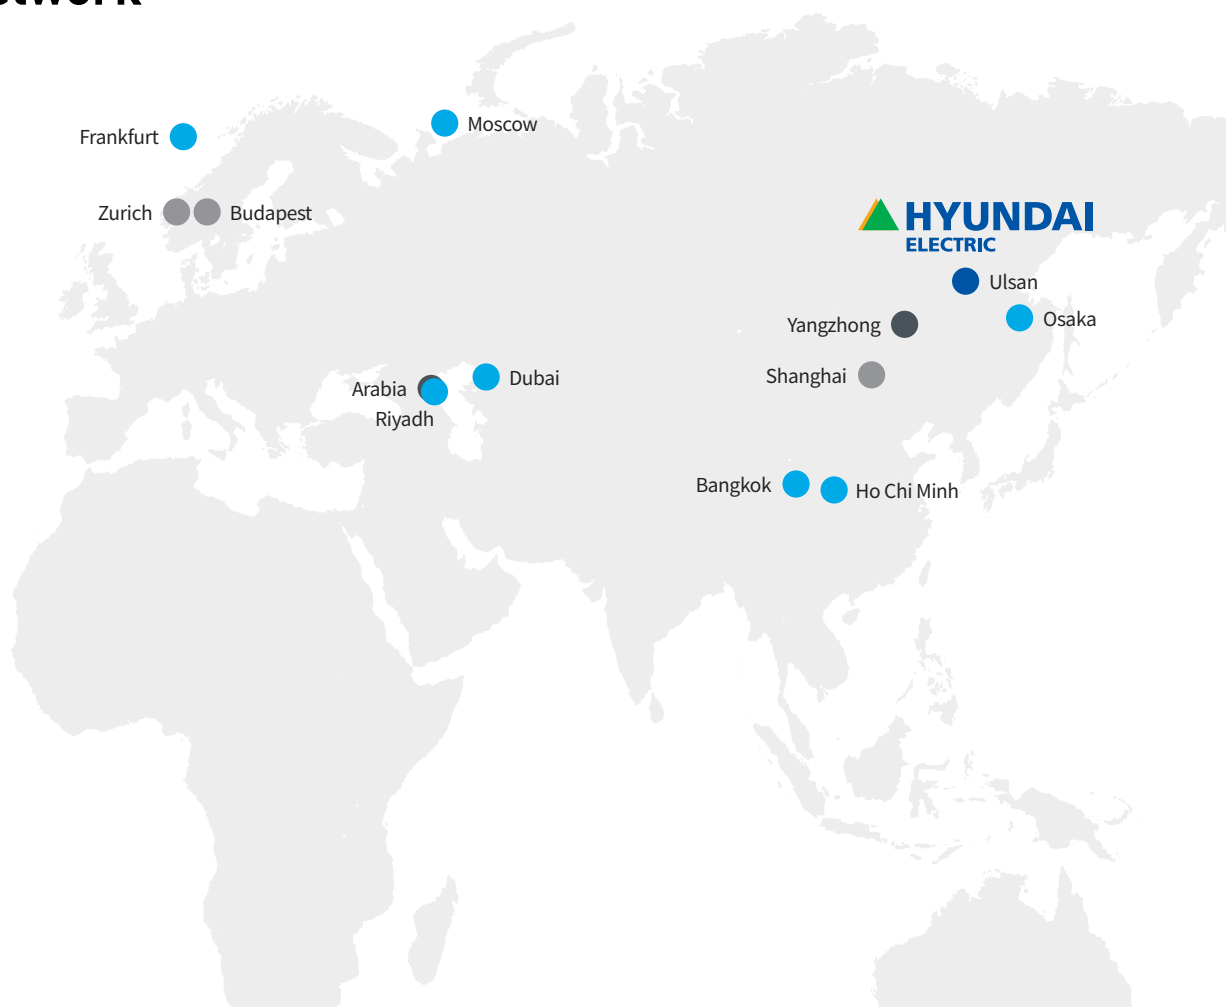 Moscow
Frankfurt
Zurich
Budapest
HYUNDAI
ELECTRIC
Ulsan
Osaka
Yangzhong
Shanghai
Dubai
Arabia
Riyadh
Bangkok
Ho Chi Minh